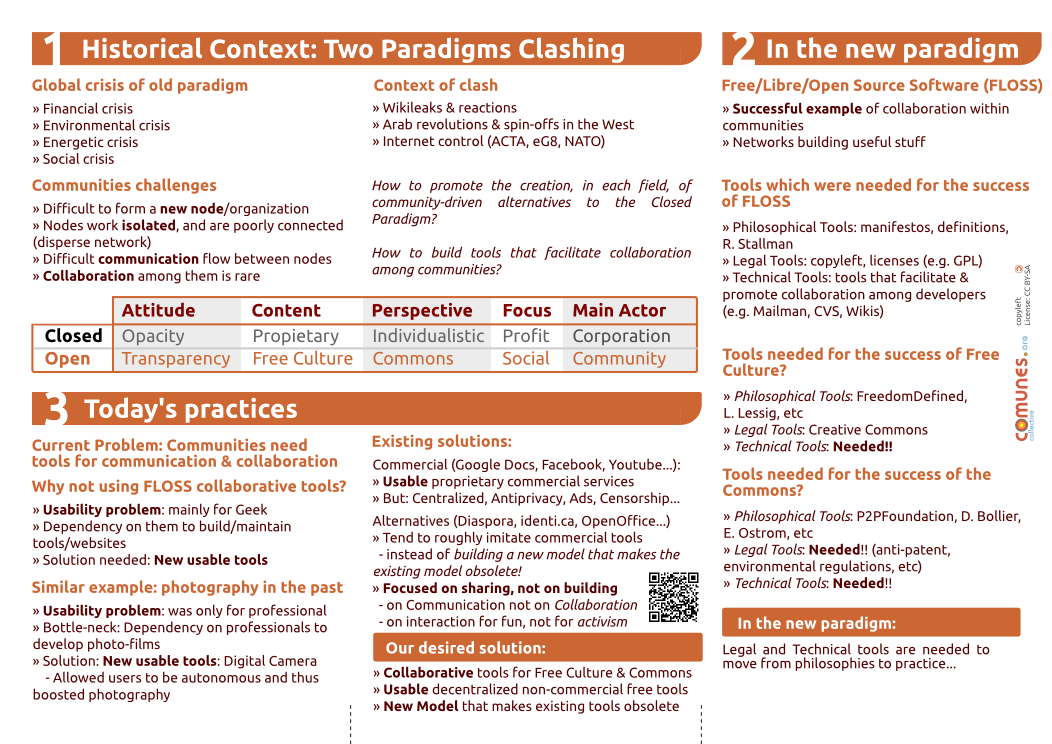 1 Historical Context: Two Paradigms Clashing
Global crisis of old paradigm
» Financial crisis
» Environmental crisis
» Energetic crisis
» Social crisis
Communities challenges
» Difficult to form a new node/organization
» Nodes work isolated, and are poorly connected
(disperse network)
» Difficult communication flow between nodes
» Collaboration among them is rare
Context of clash
» Wikileaks & reactions
» Arab revolutions & spin-offs in the West
» Internet control (ACTA, eG8, NATO)
How to promote the creation, in each field, of
community-driven alternatives to the Closed
Paradigm?
How to build tools that facilitate collaboration
among communities?
Attitude Content Perspective Focus Main Actor
Closed Opacity Propietary Individualistic Profit Corporation
Open Transparency Free Culture Commons Social Community
2 In the new paradigm
Free/Libre/Open Source Software (FLOSS)
» Successful example of collaboration within
communities
» Networks building useful stuff
Tools which were needed for the success
of FLOSS
» Philosophical Tools: manifestos, definitions,
R. Stallman
» Legal Tools: copyleft, licenses (e.g. GPL)
» Technical Tools: tools that facilitate &
promote collaboration among developers
(e.g. Mailman, CVS, Wikis)
Tools needed for the success of Free
Culture?
» Philosophical Tools: FreedomDefined,
L. Lessig, etc
» Legal Tools: Creative Commons
» Technical Tools: Needed!!
Tools needed for the success of the
Commons?
» Philosophical Tools: P2PFoundation, D. Bollier,
E. Ostrom, etc
» Legal Tools: Needed!! (anti-patent,
environmental regulations, etc)
» Technical Tools: Needed!!
In the new paradigm:
Legal and Technical tools are needed to
move from philosophies to practice...
copyleft
License: CC BY-SA
comunes.org
collective
3 Today's practices
Current Problem: Communities need
tools for communication & collaboration
Why not using FLOSS collaborative tools?
» Usability problem: mainly for Geek
» Dependency on them to build/maintain
tools/websites
» Solution needed: New usable tools
Similar example: photography in the past
» Usability problem: was only for professional
» Bottle-neck: Dependency on professionals to
develop photo-films
» Solution: New usable tools: Digital Camera
- Allowed users to be autonomous and thus
boosted photography
Existing solutions:
Commercial (Google Docs, Facebook, Youtube...):
» Usable proprietary commercial services
» But: Centralized, Antiprivacy, Ads, Censorship...
Alternatives (Diaspora, identi.ca, OpenOffice...)
» Tend to roughly imitate commercial tools
- instead of building a new model that makes the
existing model obsolete!
» Focused on sharing, not on building
- on Communication not on Collaboration
- on interaction for fun, not for activism
Our desired solution:
» Collaborative tools for Free Culture & Commons
» Usable decentralized non-commercial free tools
» New Model that makes existing tools obsolete